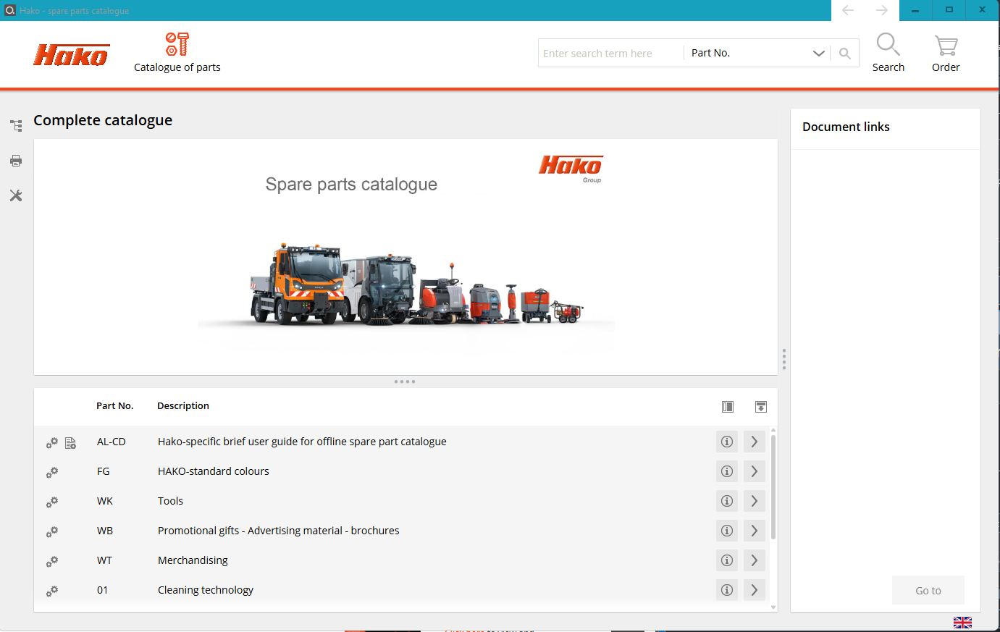 Hako - spare parts catalogue
Hako
Catalogue of parts
Enter search term here
Part No.
Search
Order
Complete catalogue
Document links
Hako
Group
Spare parts catalogue
Part No. Description
AL-CD Hako-specific brief user guide for offline spare part catalogue
FG HAKO-standard colours
WK Tools
WB Promotional gifts - Advertising material - brochures
WT Merchandising
01 Cleaning technology
Go to